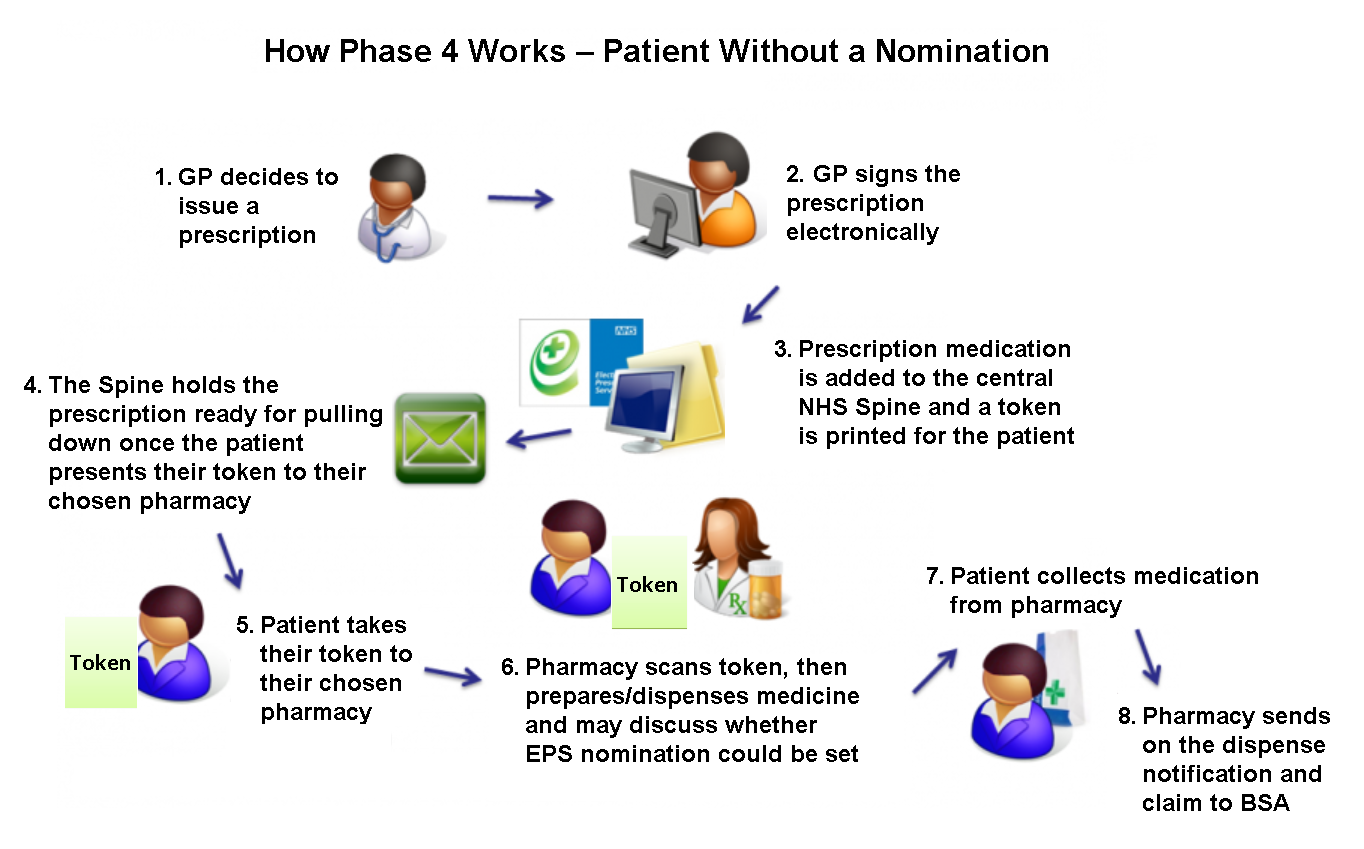 How Phase 4 Works – Patient Without a Nomination
1. GP decides to
issue a
prescription
2. GP signs the
prescription
electronically
NHS
3. Prescription medication
is added to the central
NHS Spine and a token
is printed for the patient
4. The Spine holds the
prescription ready for pulling
down once the patient
presents their token to their
chosen pharmacy
Token
5. Patient takes
their token to
their chosen
pharmacy
Token
Rx
6. Pharmacy scans token, then
prepares/dispenses medicine
and may discuss whether
EPS nomination could be set
7. Patient collects medication
from pharmacy
8. Pharmacy sends
on the dispense
notification and
claim to BSA